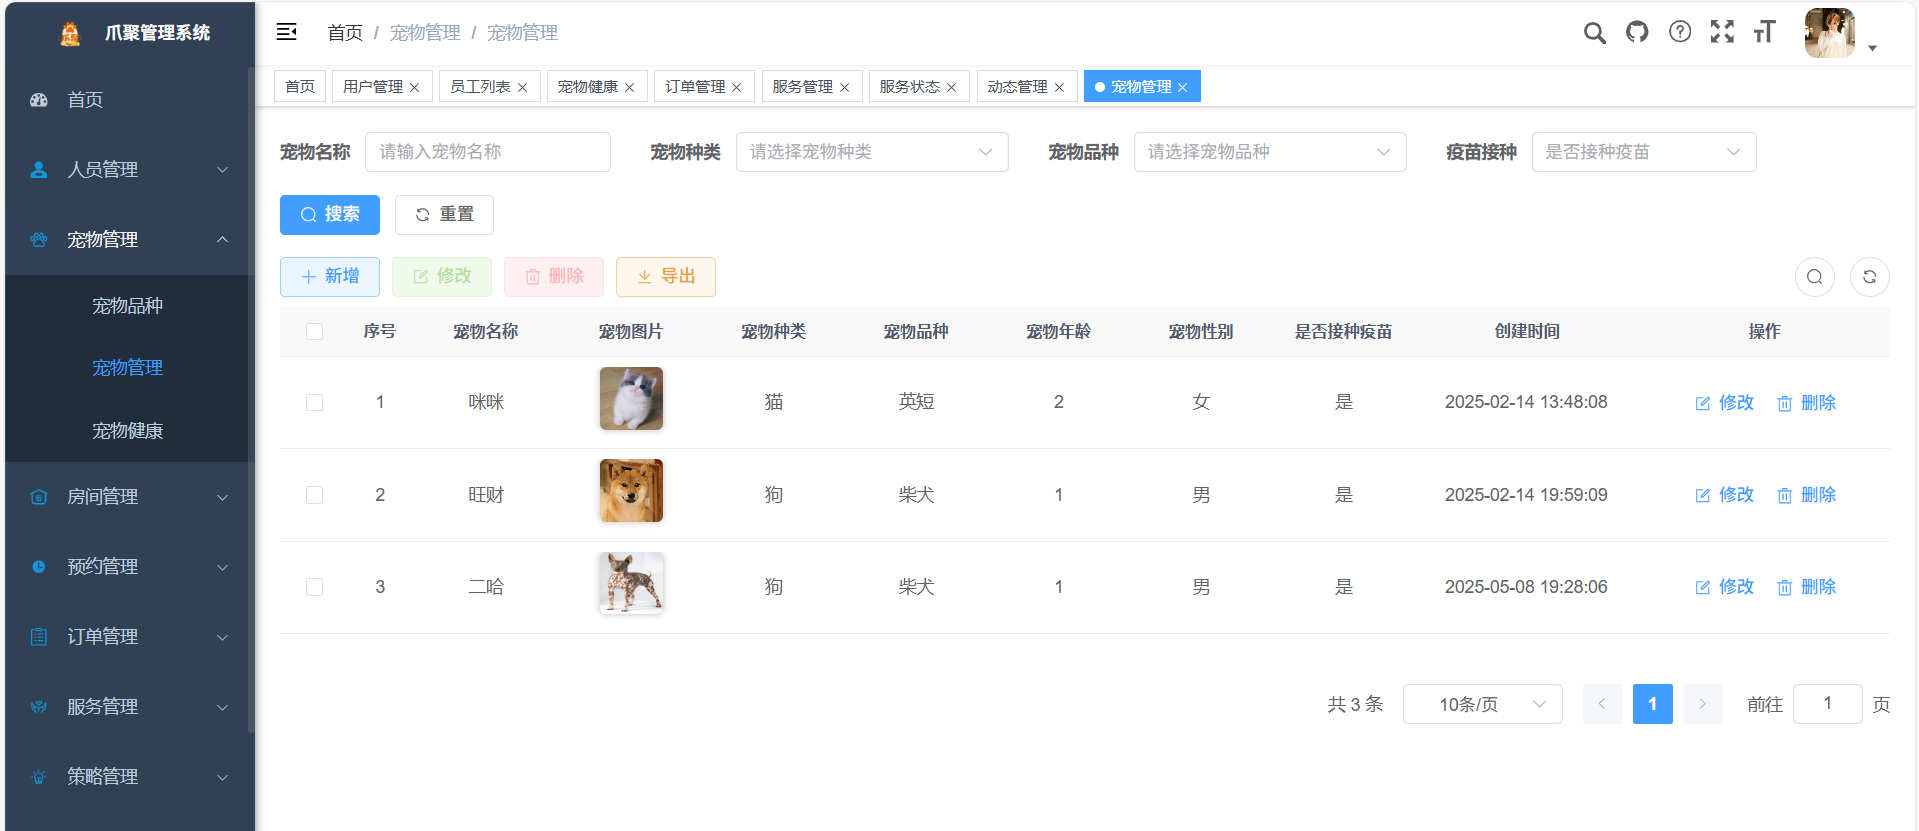 爪聚管理系统
首页 / 宠物管理 / 宠物管理
首页
人员管理
宠物管理
宠物品种
宠物管理
宠物健康
房间管理
预约管理
订单管理
服务管理
策略管理
首页 用户管理 员工列表 宠物健康 订单管理 服务管理 服务状态 动态管理 宠物管理
宠物名称 请输入宠物名称 宠物种类 请选择宠物种类 宠物品种 请选择宠物品种 疫苗接种 是否接种疫苗
搜索 重置
新增 修改 删除 导出
序号 宠物名称 宠物图片 宠物种类 宠物品种 宠物年龄 宠物性别 是否接种疫苗 创建时间 操作
1 咪咪 猫 英短 2 女 是 2025-02-14 13:48:08 修改 删除
2 旺财 狗 柴犬 1 男 是 2025-02-14 19:59:09 修改 删除
3 二哈 狗 柴犬 1 男 是 2025-05-08 19:28:06 修改 删除
共 3 条 10条/页 1 前往 1 页